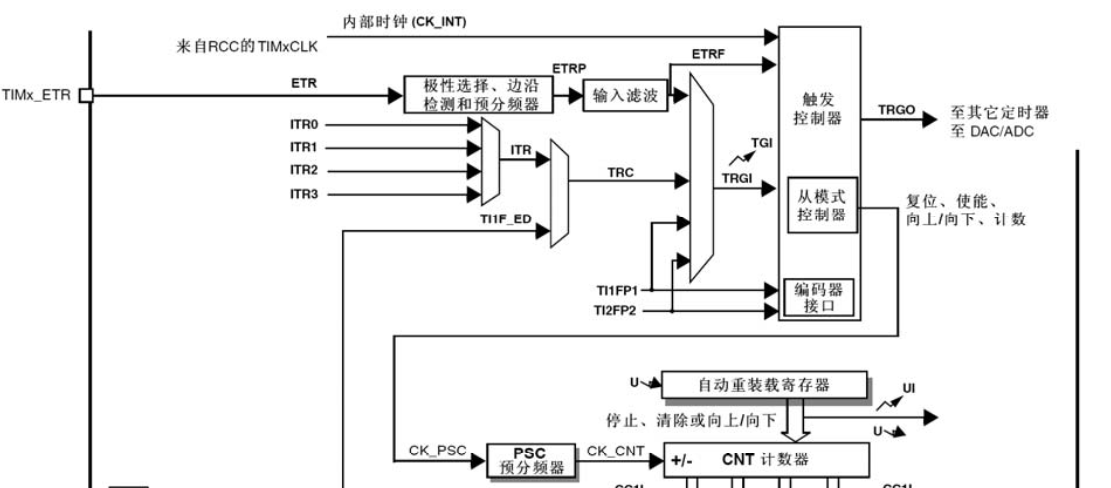 内部时钟 (CK_INT)
来自RCC的TIMxCLK
ETRF
ETR
ETRP
TIMx_ETR
极性选择、边沿
检测和预分频器
输入滤波
触发
控制器
TRGO
至其它定时器
至 DAC/ADC
ITR0
ITR1
ITR2
ITR3
ITR
TRC
TGI
TRGI
从模式
控制器
复位、使能、
向上/向下、计数
TI1F_ED
TI1FP1
TI2FP2
编码器
接口
U
自动重装载寄存器
UI
停止、清除或向上/向下
U
CK_PSC
PSC
预分频器
CK_CNT
+/-
CNT 计数器